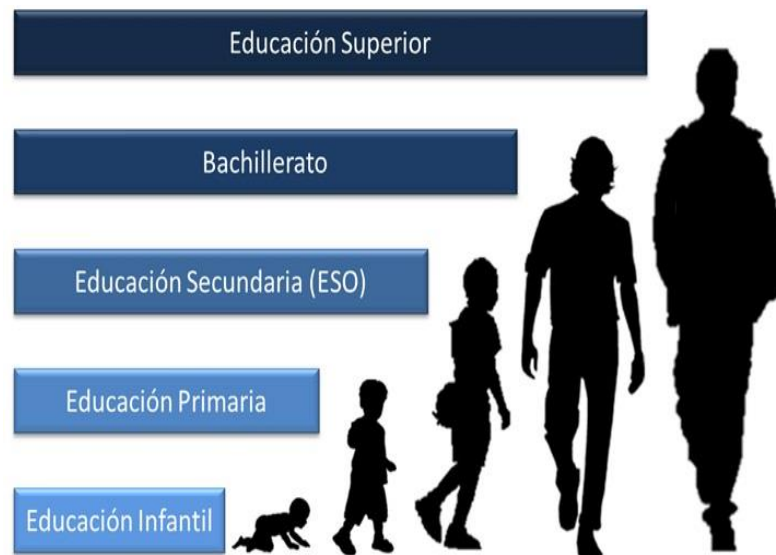 Educación Superior
Bachillerato
Educación Secundaria (ESO)
Educación Primaria
Educación Infantil